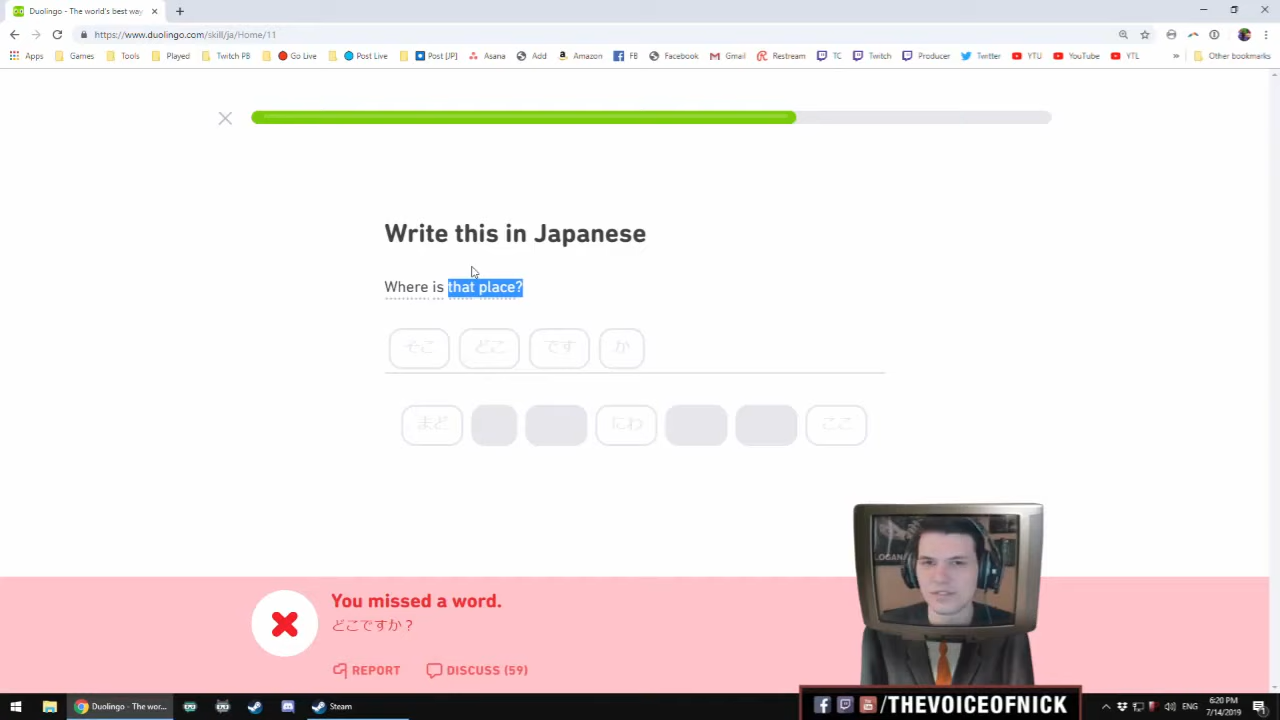 Duolingo - The world's best way
https://www.duolingo.com/skill/ja/Home/11
Apps Games Tools Played Twitch PB Go Live Post Live Post [JP] Asana Add Amazon FB Facebook Gmail Restream TC Twitch Producer Twitter YTU YouTube YTL » Other bookmarks
Write this in Japanese
Where is that place?
そこ どこ です か
まど にわ ここ
You missed a word.
どこですか？
REPORT DISCUSS (59)
/THEVOICEOFNICK
Duolingo - The wor... Steam ENG 6:20 PM
7/14/2019